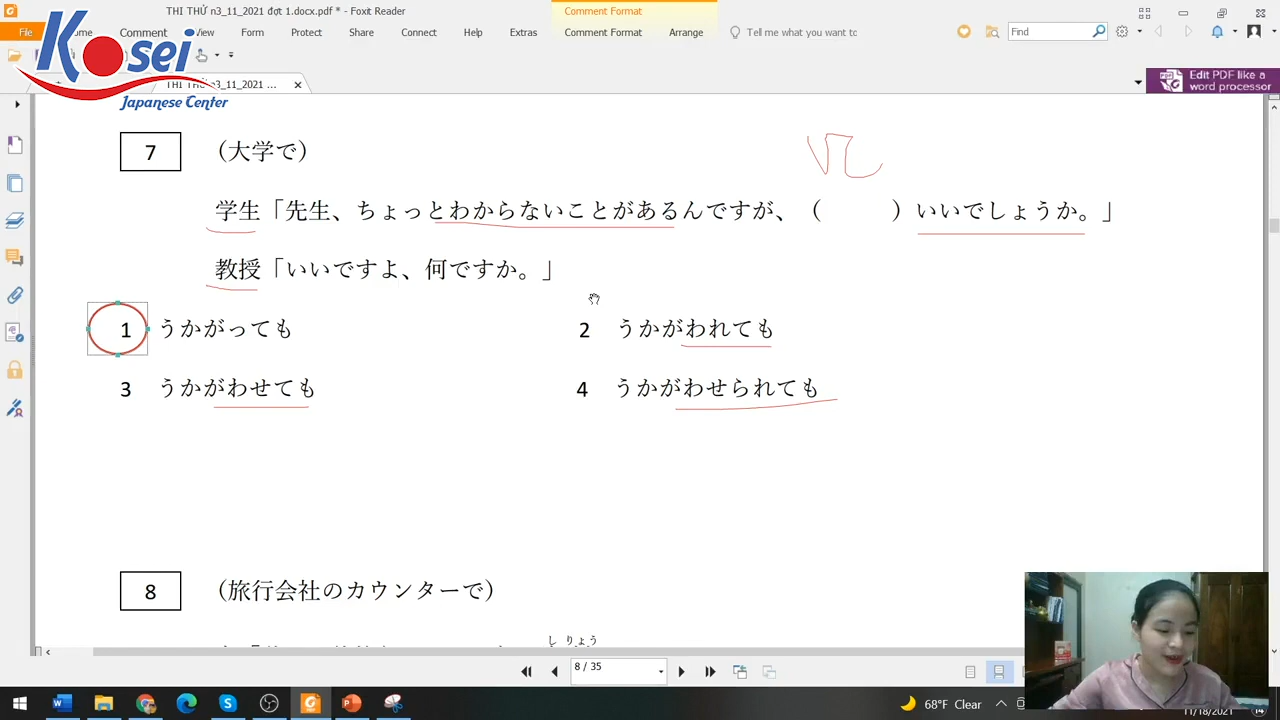 THI THỬ n3_11_2021 đợt 1.docx.pdf * - Foxit Reader
Comment Format
File
Comment
View
Form
Protect
Share
Connect
Help
Extras
Comment Format
Arrange
Tell me what you want to
Find
Kosei
Japanese Center
THI THỬ n3_11_2021 ...
Edit PDF like a
word processor
7 （大学で）
学生「先生、ちょっとわからないことがあるんですが、（　　　）いいでしょうか。」
教授「いいですよ、何ですか。」
1 うかがっても
2 うかがわれても
3 うかがわせても
4 うかがわせられても
8 （旅行会社のカウンターで）
しりょう
8 / 35
68°F Clear
11/18/2021